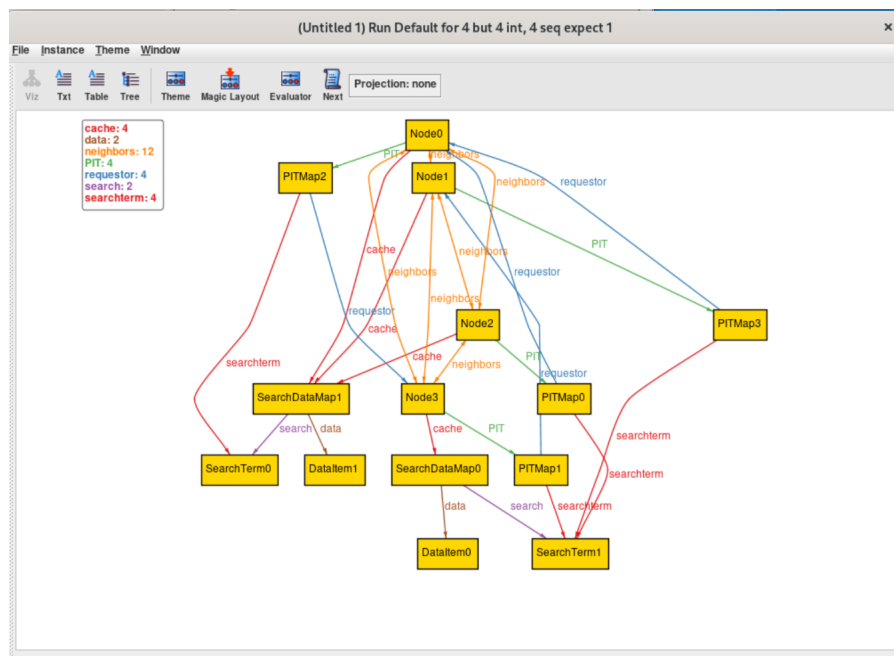 (Untitled 1) Run Default for 4 but 4 int, 4 seq expect 1
×
File Instance Theme Window
Viz Txt Table Tree Theme Magic Layout Evaluator Next Projection: none
cache: 4
data: 2
neighbors: 12
PIT: 4
requestor: 4
search: 2
searchterm: 4
Node0
PIT
neighbors
PITMap2
Node1
neighbors
requestor
cache
neighbors
PIT
neighbors
requestor
neighbors
requestor
cache
Node2
PITMap3
cache
PIT
searchterm
neighbors
requestor
SearchDataMap1
Node3
PITMap0
search
data
cache
PIT
searchterm
SearchTerm0
DataItem1
SearchDataMap0
PITMap1
searchterm
data
search
searchterm
DataItem0
SearchTerm1